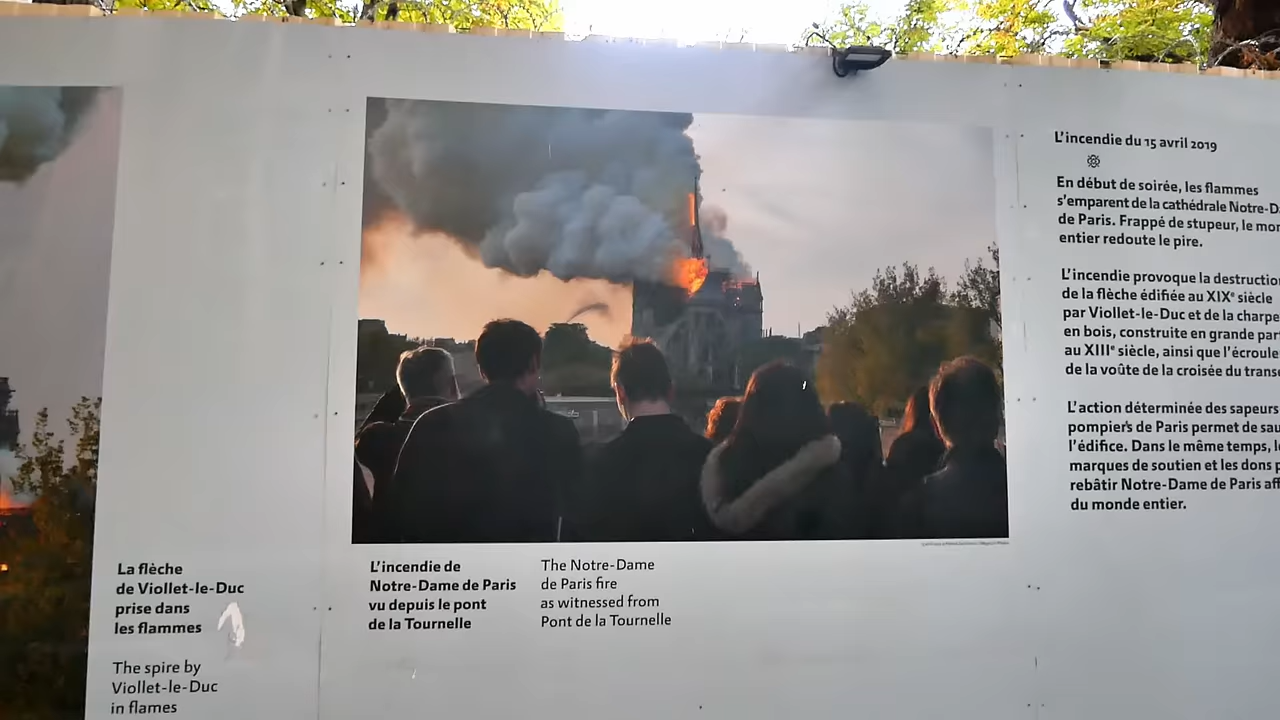 La flèche
de Viollet-le-Duc
prise dans
les flammes
The spire by
Viollet-le-Duc
in flames
L'incendie de
Notre-Dame de Paris
vu depuis le pont
de la Tournelle
The Notre-Dame
de Paris fire
as witnessed from
Pont de la Tournelle
L'incendie du 15 avril 2019
En début de soirée, les flammes
s'emparent de la cathédrale Notre-D
de Paris. Frappé de stupeur, le mon
entier redoute le pire.
L'incendie provoque la destruction
de la flèche édifiée au XIXe siècle
par Viollet-le-Duc et de la charpe
en bois, construite en grande par
au XIIIe siècle, ainsi que l'écroule
de la voûte de la croisée du transe
L'action déterminée des sapeurs
pompiers de Paris permet de sau
l'édifice. Dans le même temps, le
marques de soutien et les dons p
rebâtir Notre-Dame de Paris aff
du monde entier.